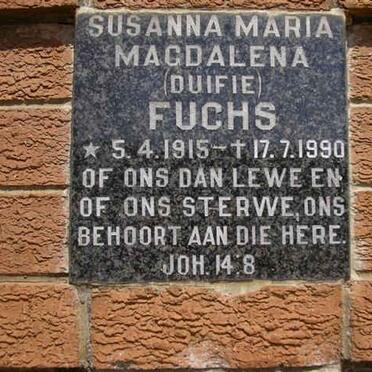 SUSANNA MARIA
MAGDALENA
(DUIFIE)
FUCHS
★ 5.4.1915-✝17.7.1990
OF ONS DAN LEWE EN
OF ONS STERWE, ONS
BEHOORT AAN DIE HERE.
JOH. 14:8